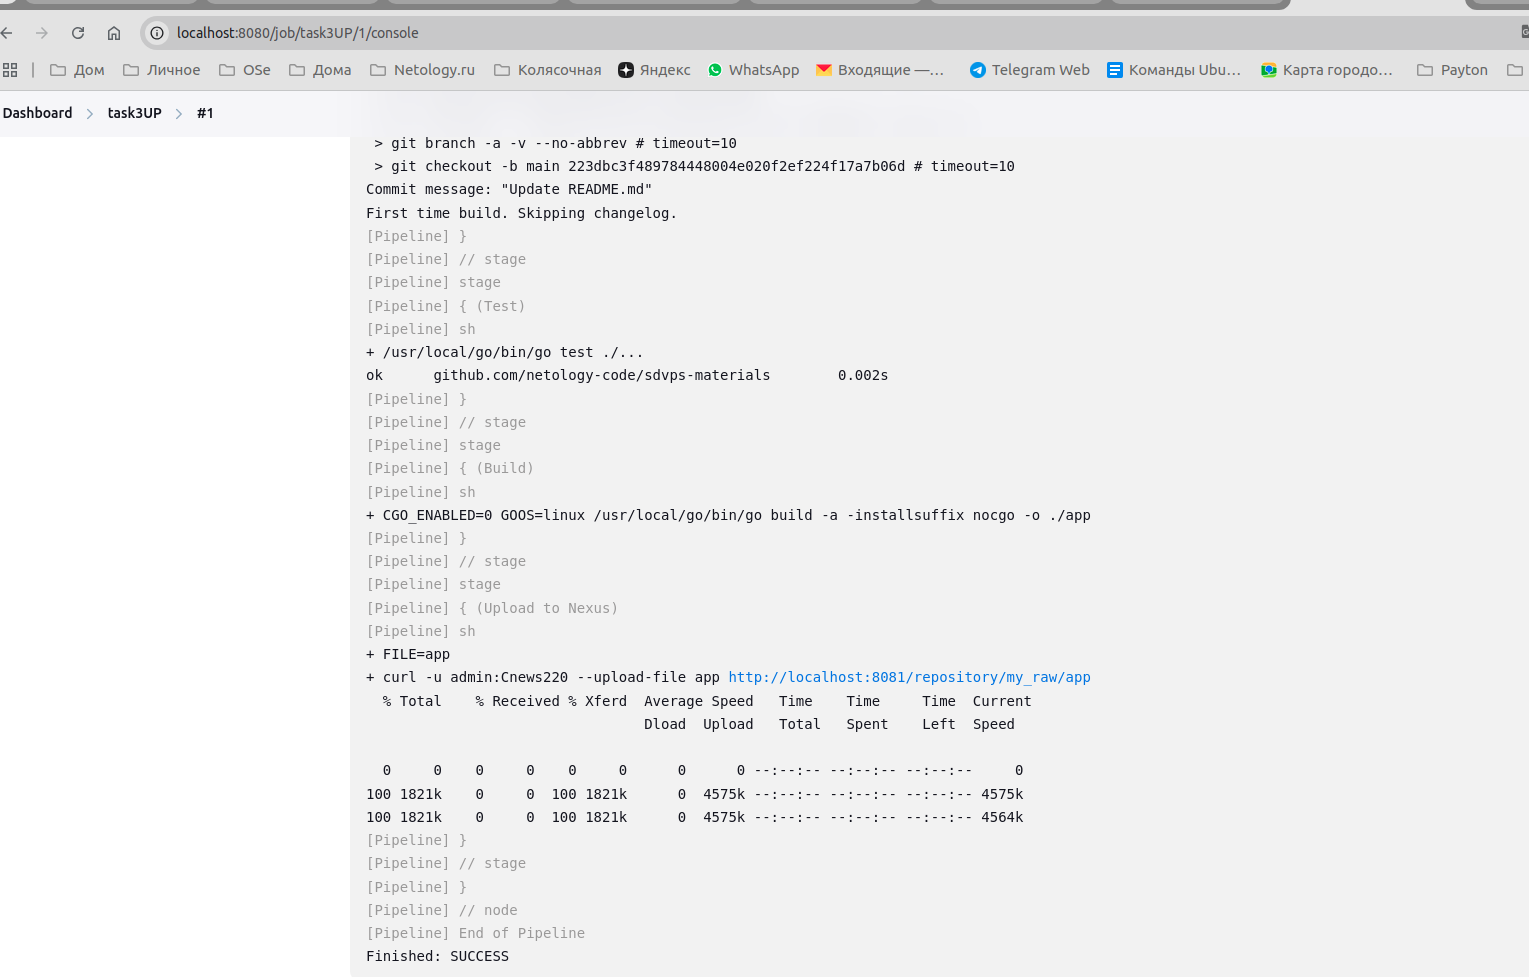 localhost:8080/job/task3UP/1/console
Дом Личное OSe Дома Netology.ru Колясочная Яндекс WhatsApp Входящие —... Telegram Web Команды Ubu... Карта городо... Payton
Dashboard > task3UP > #1
> git branch -a -v --no-abbrev # timeout=10
> git checkout -b main 223dbc3f489784448004e020f2ef224f17a7b06d # timeout=10
Commit message: "Update README.md"
First time build. Skipping changelog.
[Pipeline] }
[Pipeline] // stage
[Pipeline] stage
[Pipeline] { (Test)
[Pipeline] sh
+ /usr/local/go/bin/go test ./...
ok      github.com/netology-code/sdvps-materials        0.002s
[Pipeline] }
[Pipeline] // stage
[Pipeline] stage
[Pipeline] { (Build)
[Pipeline] sh
+ CGO_ENABLED=0 GOOS=linux /usr/local/go/bin/go build -a -installsuffix nocgo -o ./app
[Pipeline] }
[Pipeline] // stage
[Pipeline] stage
[Pipeline] { (Upload to Nexus)
[Pipeline] sh
+ FILE=app
+ curl -u admin:Cnews220 --upload-file app http://localhost:8081/repository/my_raw/app
  % Total    % Received % Xferd  Average Speed   Time    Time     Time  Current
                                 Dload  Upload   Total   Spent    Left  Speed
  0     0    0     0    0     0      0      0 --:--:-- --:--:-- --:--:--     0
100 1821k    0     0  100 1821k      0  4575k --:--:-- --:--:-- --:--:-- 4575k
100 1821k    0     0  100 1821k      0  4575k --:--:-- --:--:-- --:--:-- 4564k
[Pipeline] }
[Pipeline] // stage
[Pipeline] }
[Pipeline] // node
[Pipeline] End of Pipeline
Finished: SUCCESS